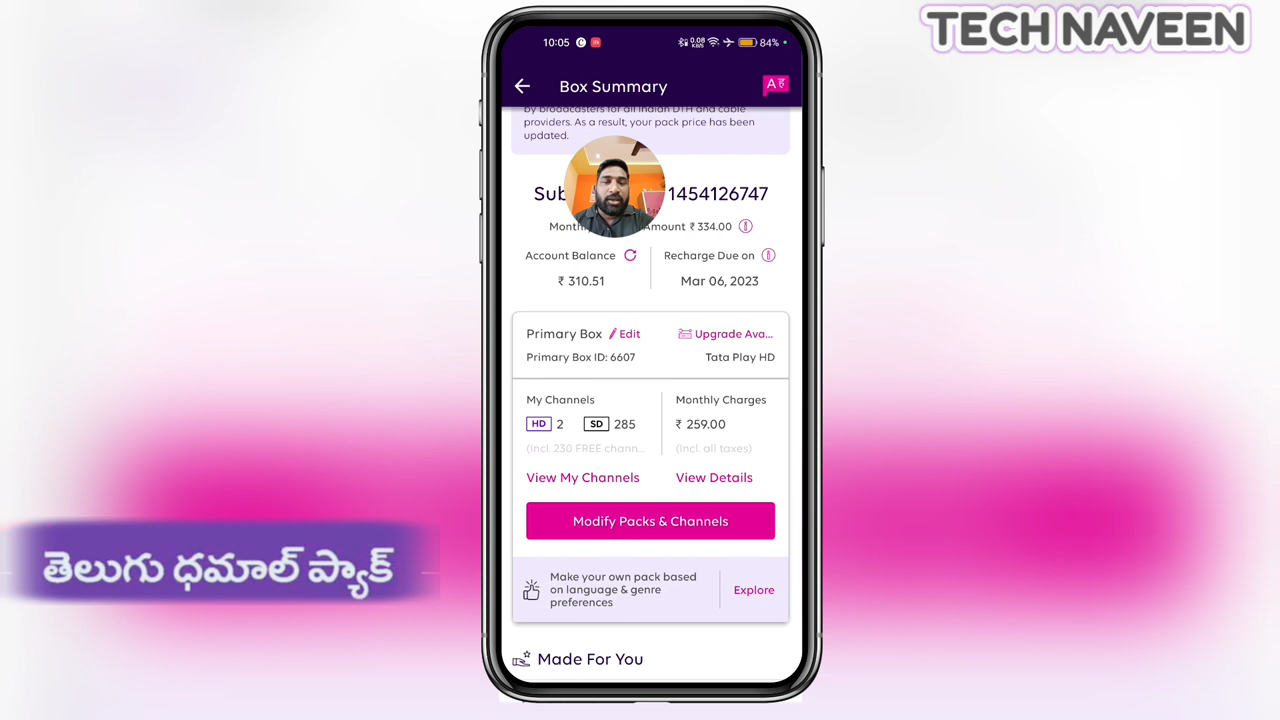 TECH NAVEEN
10:05
0.08
KB/S
84%
Box Summary
by broadcasters for all Indian DTH and cable
providers. As a result, your pack price has been
updated.
1454126747
Amount ₹ 334.00
Account Balance
Recharge Due on
₹ 310.51
Mar 06, 2023
Primary Box Edit
Upgrade Ava...
Primary Box ID: 6607
Tata Play HD
My Channels
Monthly Charges
HD 2 SD 285
₹ 259.00
(Incl. 230 FREE chann...
(Incl. all taxes)
View My Channels
View Details
Modify Packs & Channels
తెలుగు ధమాల్ ప్యాక్
Make your own pack based
on language & genre
preferences
Explore
Made For You